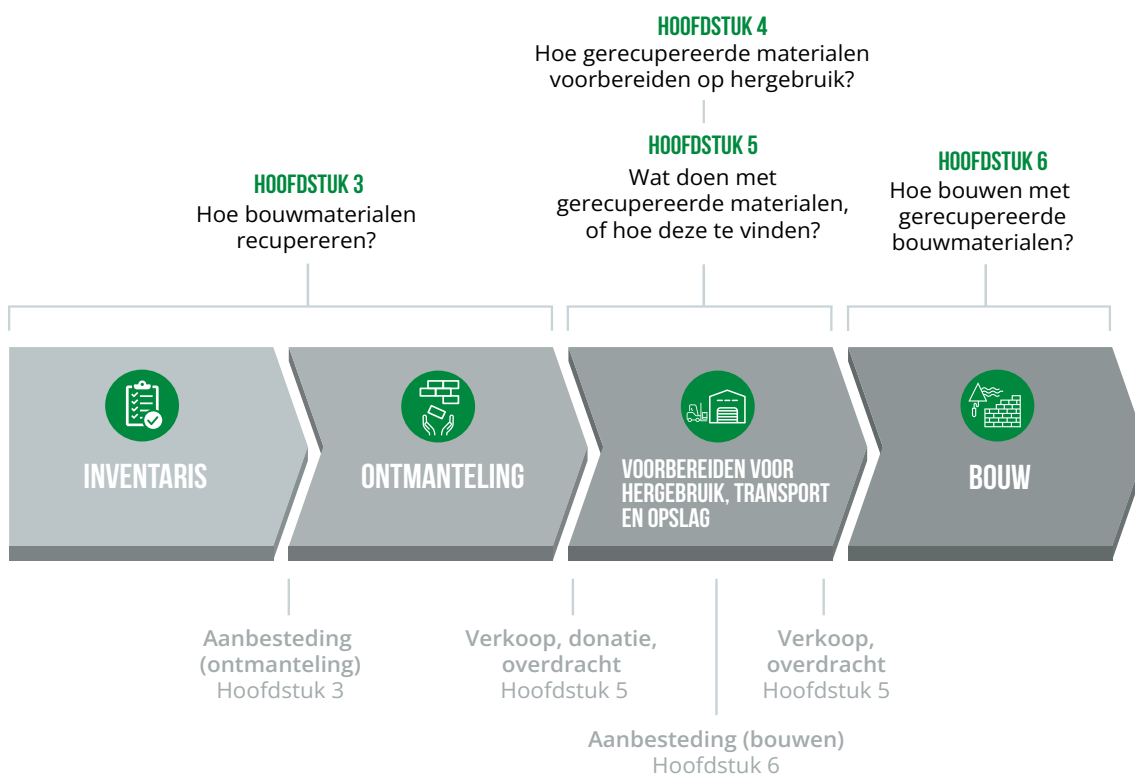 HOOFDSTUK 4
Hoe gerecupereerde materialen
voorbereiden op hergebruik?
HOOFDSTUK 3
Hoe bouwmaterialen
recupereren?
HOOFDSTUK 5
Wat doen met
gerecupereerde materialen,
of hoe deze te vinden?
HOOFDSTUK 6
Hoe bouwen met
gerecupereerde
bouwmaterialen?
INVENTARIS
ONTMANTELING
VOORBEREIDEN VOOR
HERGEBRUIK, TRANSPORT
EN OPSLAG
BOUW
Aanbesteding
(ontmanteling)
Hoofdstuk 3
Verkoop, donatie,
overdracht
Hoofdstuk 5
Verkoop,
overdracht
Hoofdstuk 5
Aanbesteding (bouwen)
Hoofdstuk 6